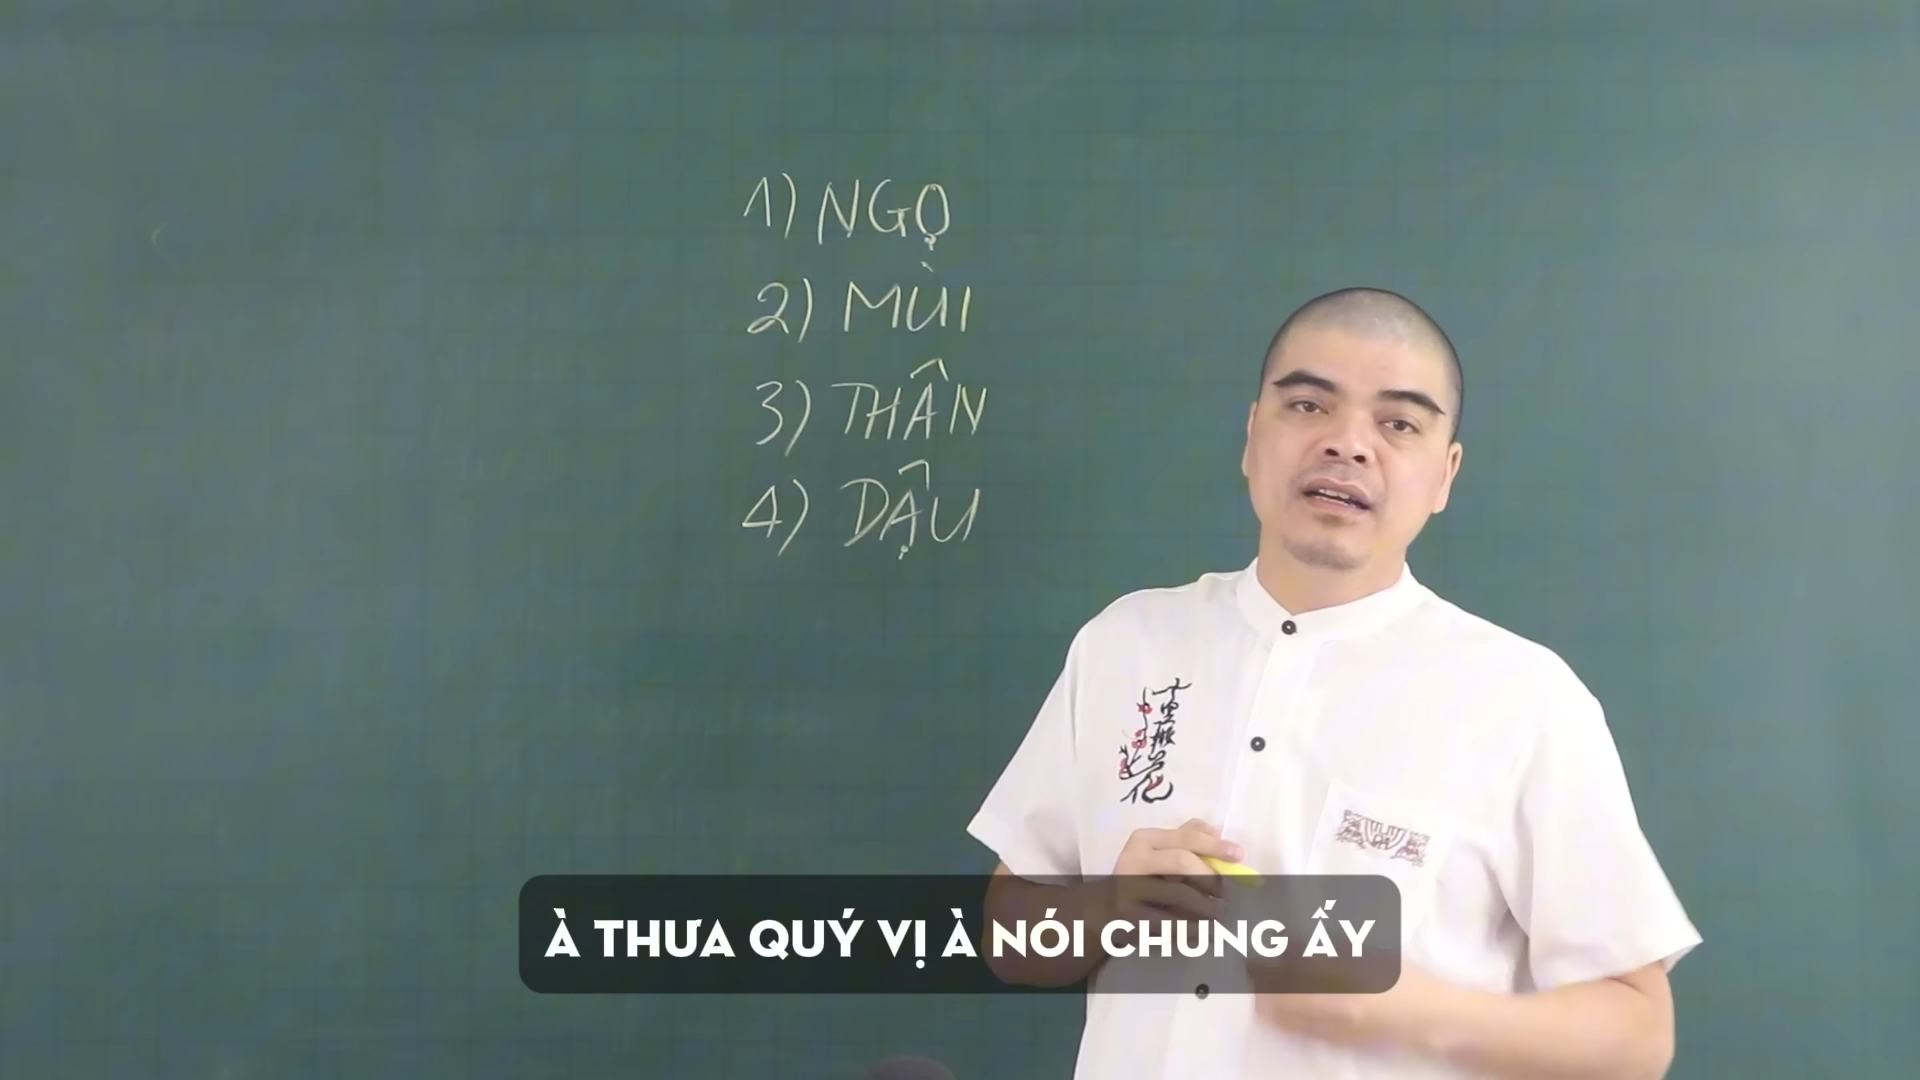 1) NGỌ
2) MÙI
3) THÂN
4) DẬU
À THƯA QUÝ VỊ À NÓI CHUNG ẤY